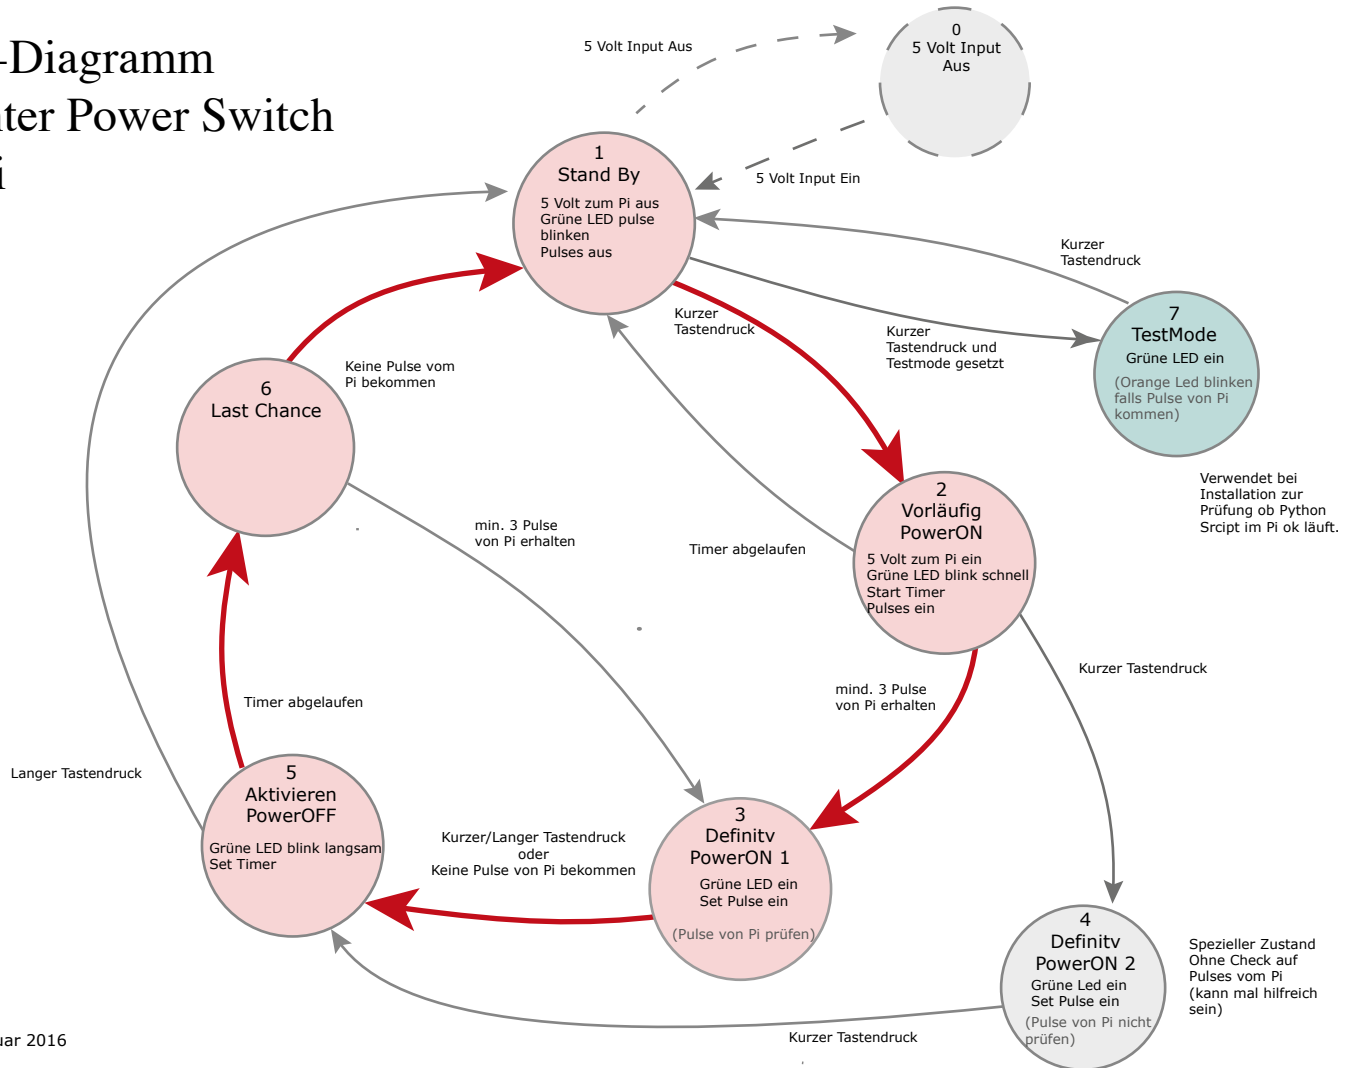 -Diagramm
ter Power Switch
i
5 Volt Input Aus
0
5 Volt Input
Aus
5 Volt Input Ein
1
Stand By
5 Volt zum Pi aus
Grüne LED pulse
blinken
Pulses aus
Kurzer
Tastendruck
Kurzer
Tastendruck
Kurzer
Tastendruck und
Testmode gesetzt
7
TestMode
Grüne LED ein
(Orange Led blinken
falls Pulse von Pi
kommen)
Verwendet bei
Installation zur
Prüfung ob Python
Srcipt im Pi ok läuft.
Keine Pulse vom
Pi bekommen
6
Last Chance
min. 3 Pulse
von Pi erhalten
Timer abgelaufen
2
Vorläufig
PowerON
5 Volt zum Pi ein
Grüne LED blink schnell
Start Timer
Pulses ein
Kurzer Tastendruck
mind. 3 Pulse
von Pi erhalten
Timer abgelaufen
Langer Tastendruck
5
Aktivieren
PowerOFF
Grüne LED blink langsam
Set Timer
Kurzer/Langer Tastendruck
oder
Keine Pulse von Pi bekommen
3
Definitv
PowerON 1
Grüne LED ein
Set Pulse ein
(Pulse von Pi prüfen)
4
Definitv
PowerON 2
Grüne Led ein
Set Pulse ein
(Pulse von Pi nicht
prüfen)
Spezieller Zustand
Ohne Check auf
Pulses vom Pi
(kann mal hilfreich
sein)
Kurzer Tastendruck
uar 2016